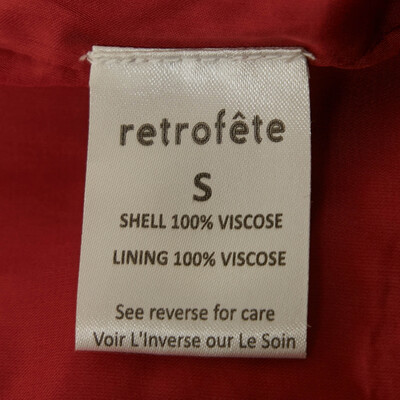 retrofête
S
SHELL 100% VISCOSE
LINING 100% VISCOSE
See reverse for care
Voir L'Inverse our Le Soin